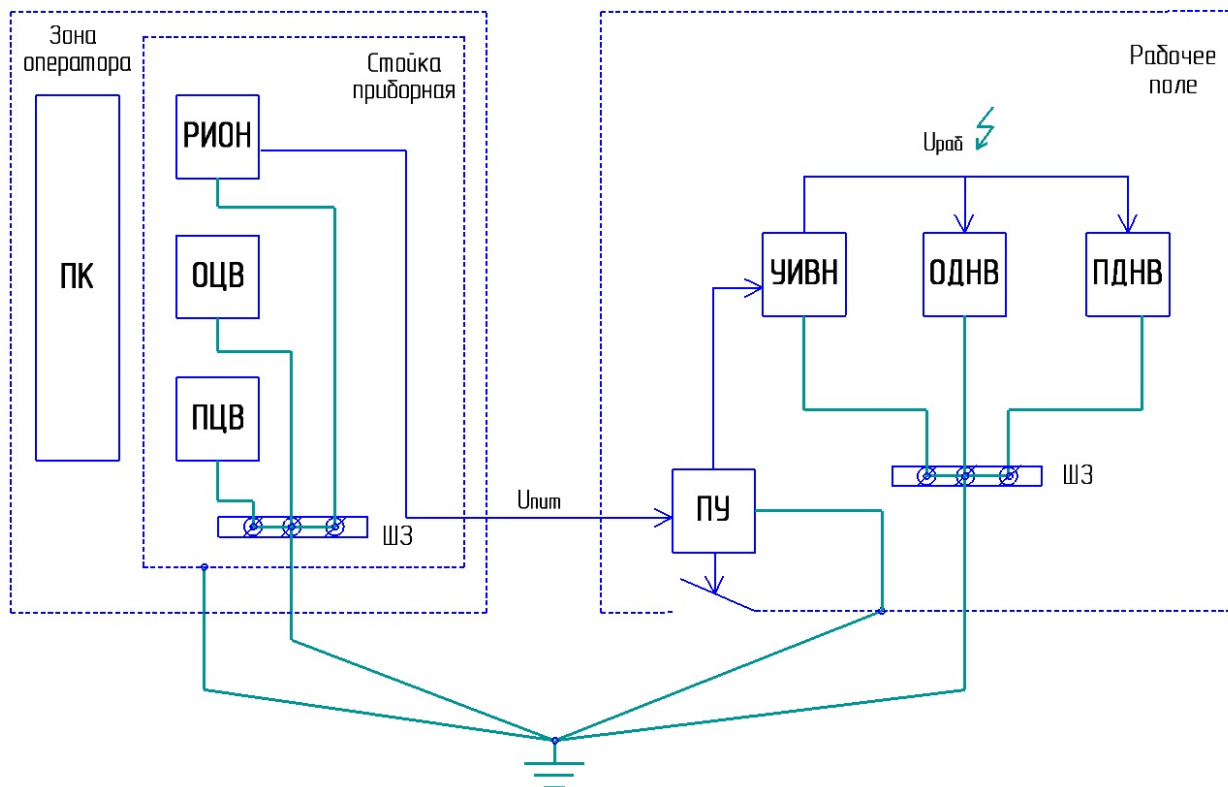 Зона
оператора
Стойка
приборная
Рабочее
поле
РИОН
Uраб
ПК
ОЦВ
УИВН
ОДНВ
ПДНВ
ПЦВ
ШЗ
Uпит
ПУ
ШЗ